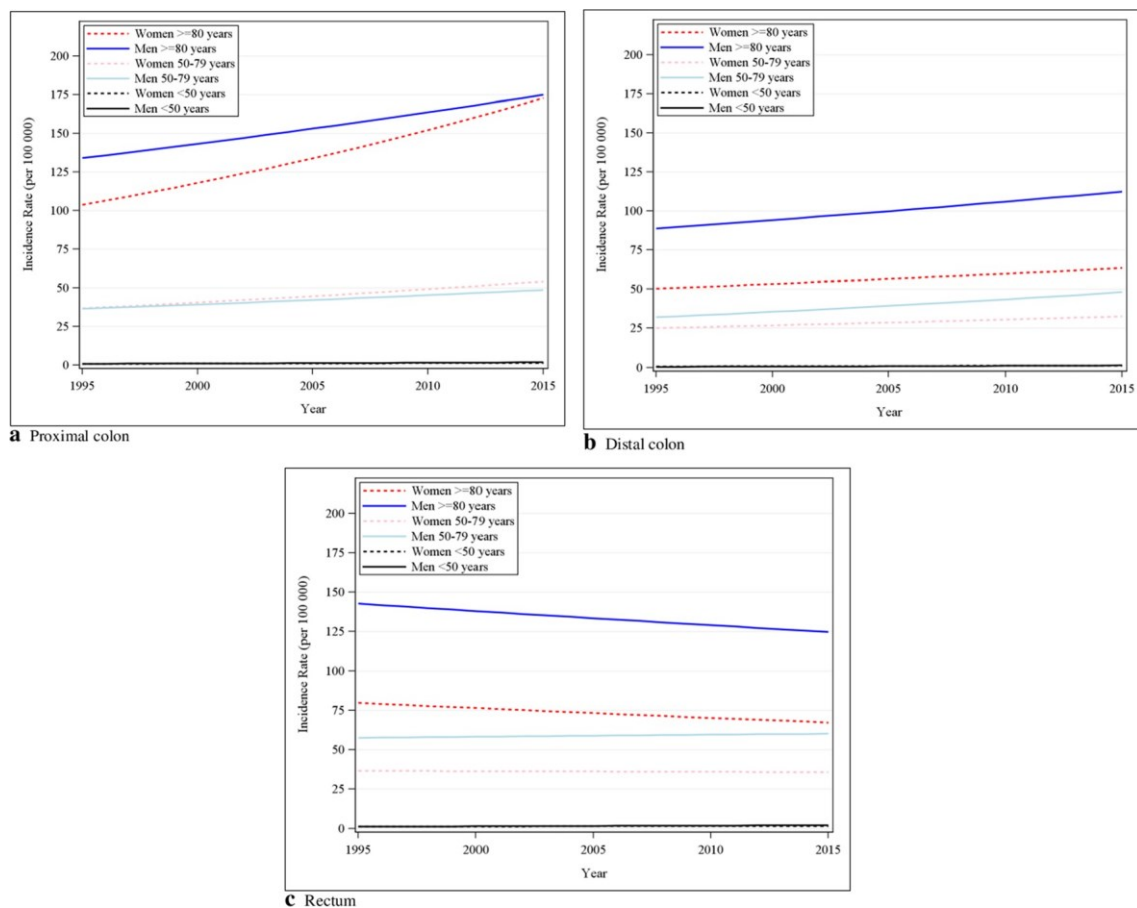 Women >=80 years
Men >=80 years
Women 50-79 years
Men 50-79 years
Women <50 years
Men <50 years
200
175
150
125
100
75
50
25
0
Incidence Rate (per 100 000)
1995
2000
2005
2010
2015
Year
a Proximal colon
Women >=80 years
Men >=80 years
Women 50-79 years
Men 50-79 years
Women <50 years
Men <50 years
200
175
150
125
100
75
50
25
0
Incidence Rate (per 100 000)
1995
2000
2005
2010
2015
Year
b Distal colon
Women >=80 years
Men >=80 years
Women 50-79 years
Men 50-79 years
Women <50 years
Men <50 years
200
175
150
125
100
75
50
25
0
Incidence Rate (per 100 000)
1995
2000
2005
2010
2015
Year
c Rectum